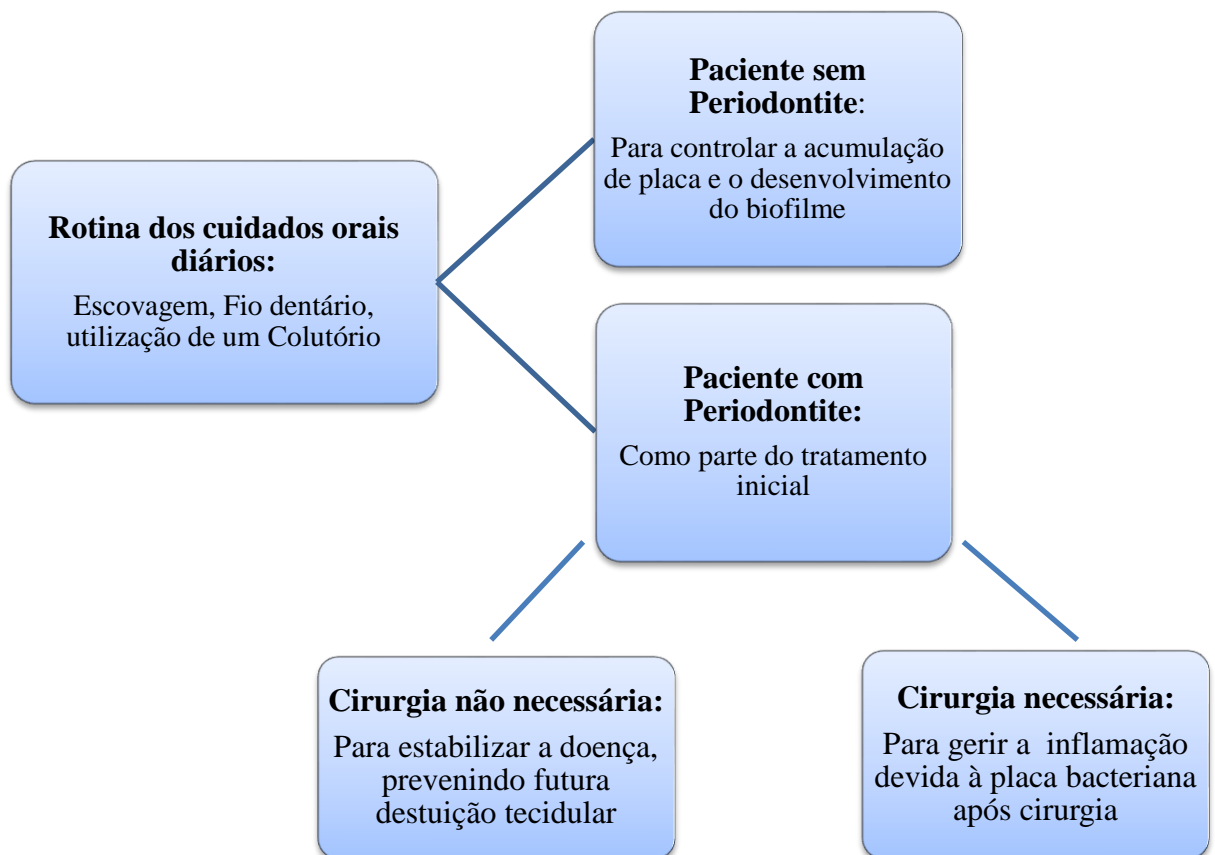 Rotina dos cuidados orais
diários:
Escovagem, Fio dentário,
utilização de um Colutório
Paciente sem
Periodontite:
Para controlar a acumulação
de placa e o desenvolvimento
do biofilme
Paciente com
Periodontite:
Como parte do tratamento
inicial
Cirurgia não necessária:
Para estabilizar a doença,
prevenindo futura
destuição tecidular
Cirurgia necessária:
Para gerir a inflamação
devida à placa bacteriana
após cirurgia